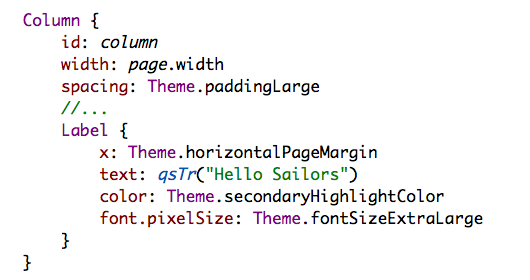 Column {
    id: column
    width: page.width
    spacing: Theme.paddingLarge
    //...
    Label {
        x: Theme.horizontalPageMargin
        text: qsTr("Hello Sailors")
        color: Theme.secondaryHighlightColor
        font.pixelSize: Theme.fontSizeExtraLarge
    }
}